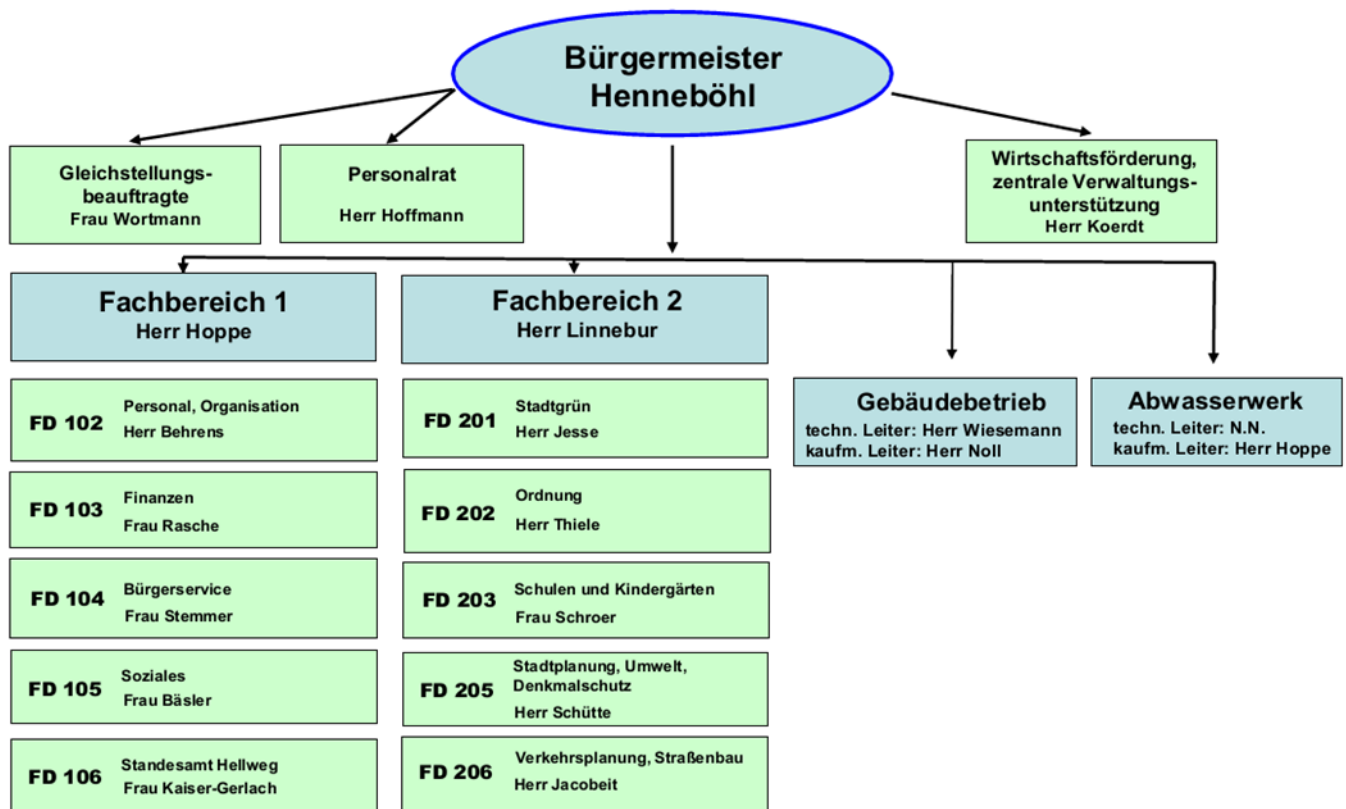 Bürgermeister
Henneböhl
Gleichstellungs-
beauftragte
Frau Wortmann
Personalrat
Herr Hoffmann
Wirtschaftsförderung,
zentrale Verwaltungs-
unterstützung
Herr Koerdt
Fachbereich 1
Herr Hoppe
FD 102
Personal, Organisation
Herr Behrens
FD 103
Finanzen
Frau Rasche
FD 104
Bürgerservice
Frau Stemmer
FD 105
Soziales
Frau Bäsler
FD 106
Standesamt Hellweg
Frau Kaiser-Gerlach
Fachbereich 2
Herr Linnebur
FD 201
Stadtgrün
Herr Jesse
FD 202
Ordnung
Herr Thiele
FD 203
Schulen und Kindergärten
Frau Schroer
FD 205
Stadtplanung, Umwelt,
Denkmalschutz
Herr Schütte
FD 206
Verkehrsplanung, Straßenbau
Herr Jacobeit
Gebäudebetrieb
techn. Leiter: Herr Wiesemann
kaufm. Leiter: Herr Noll
Abwasserwerk
techn. Leiter: N.N.
kaufm. Leiter: Herr Hoppe